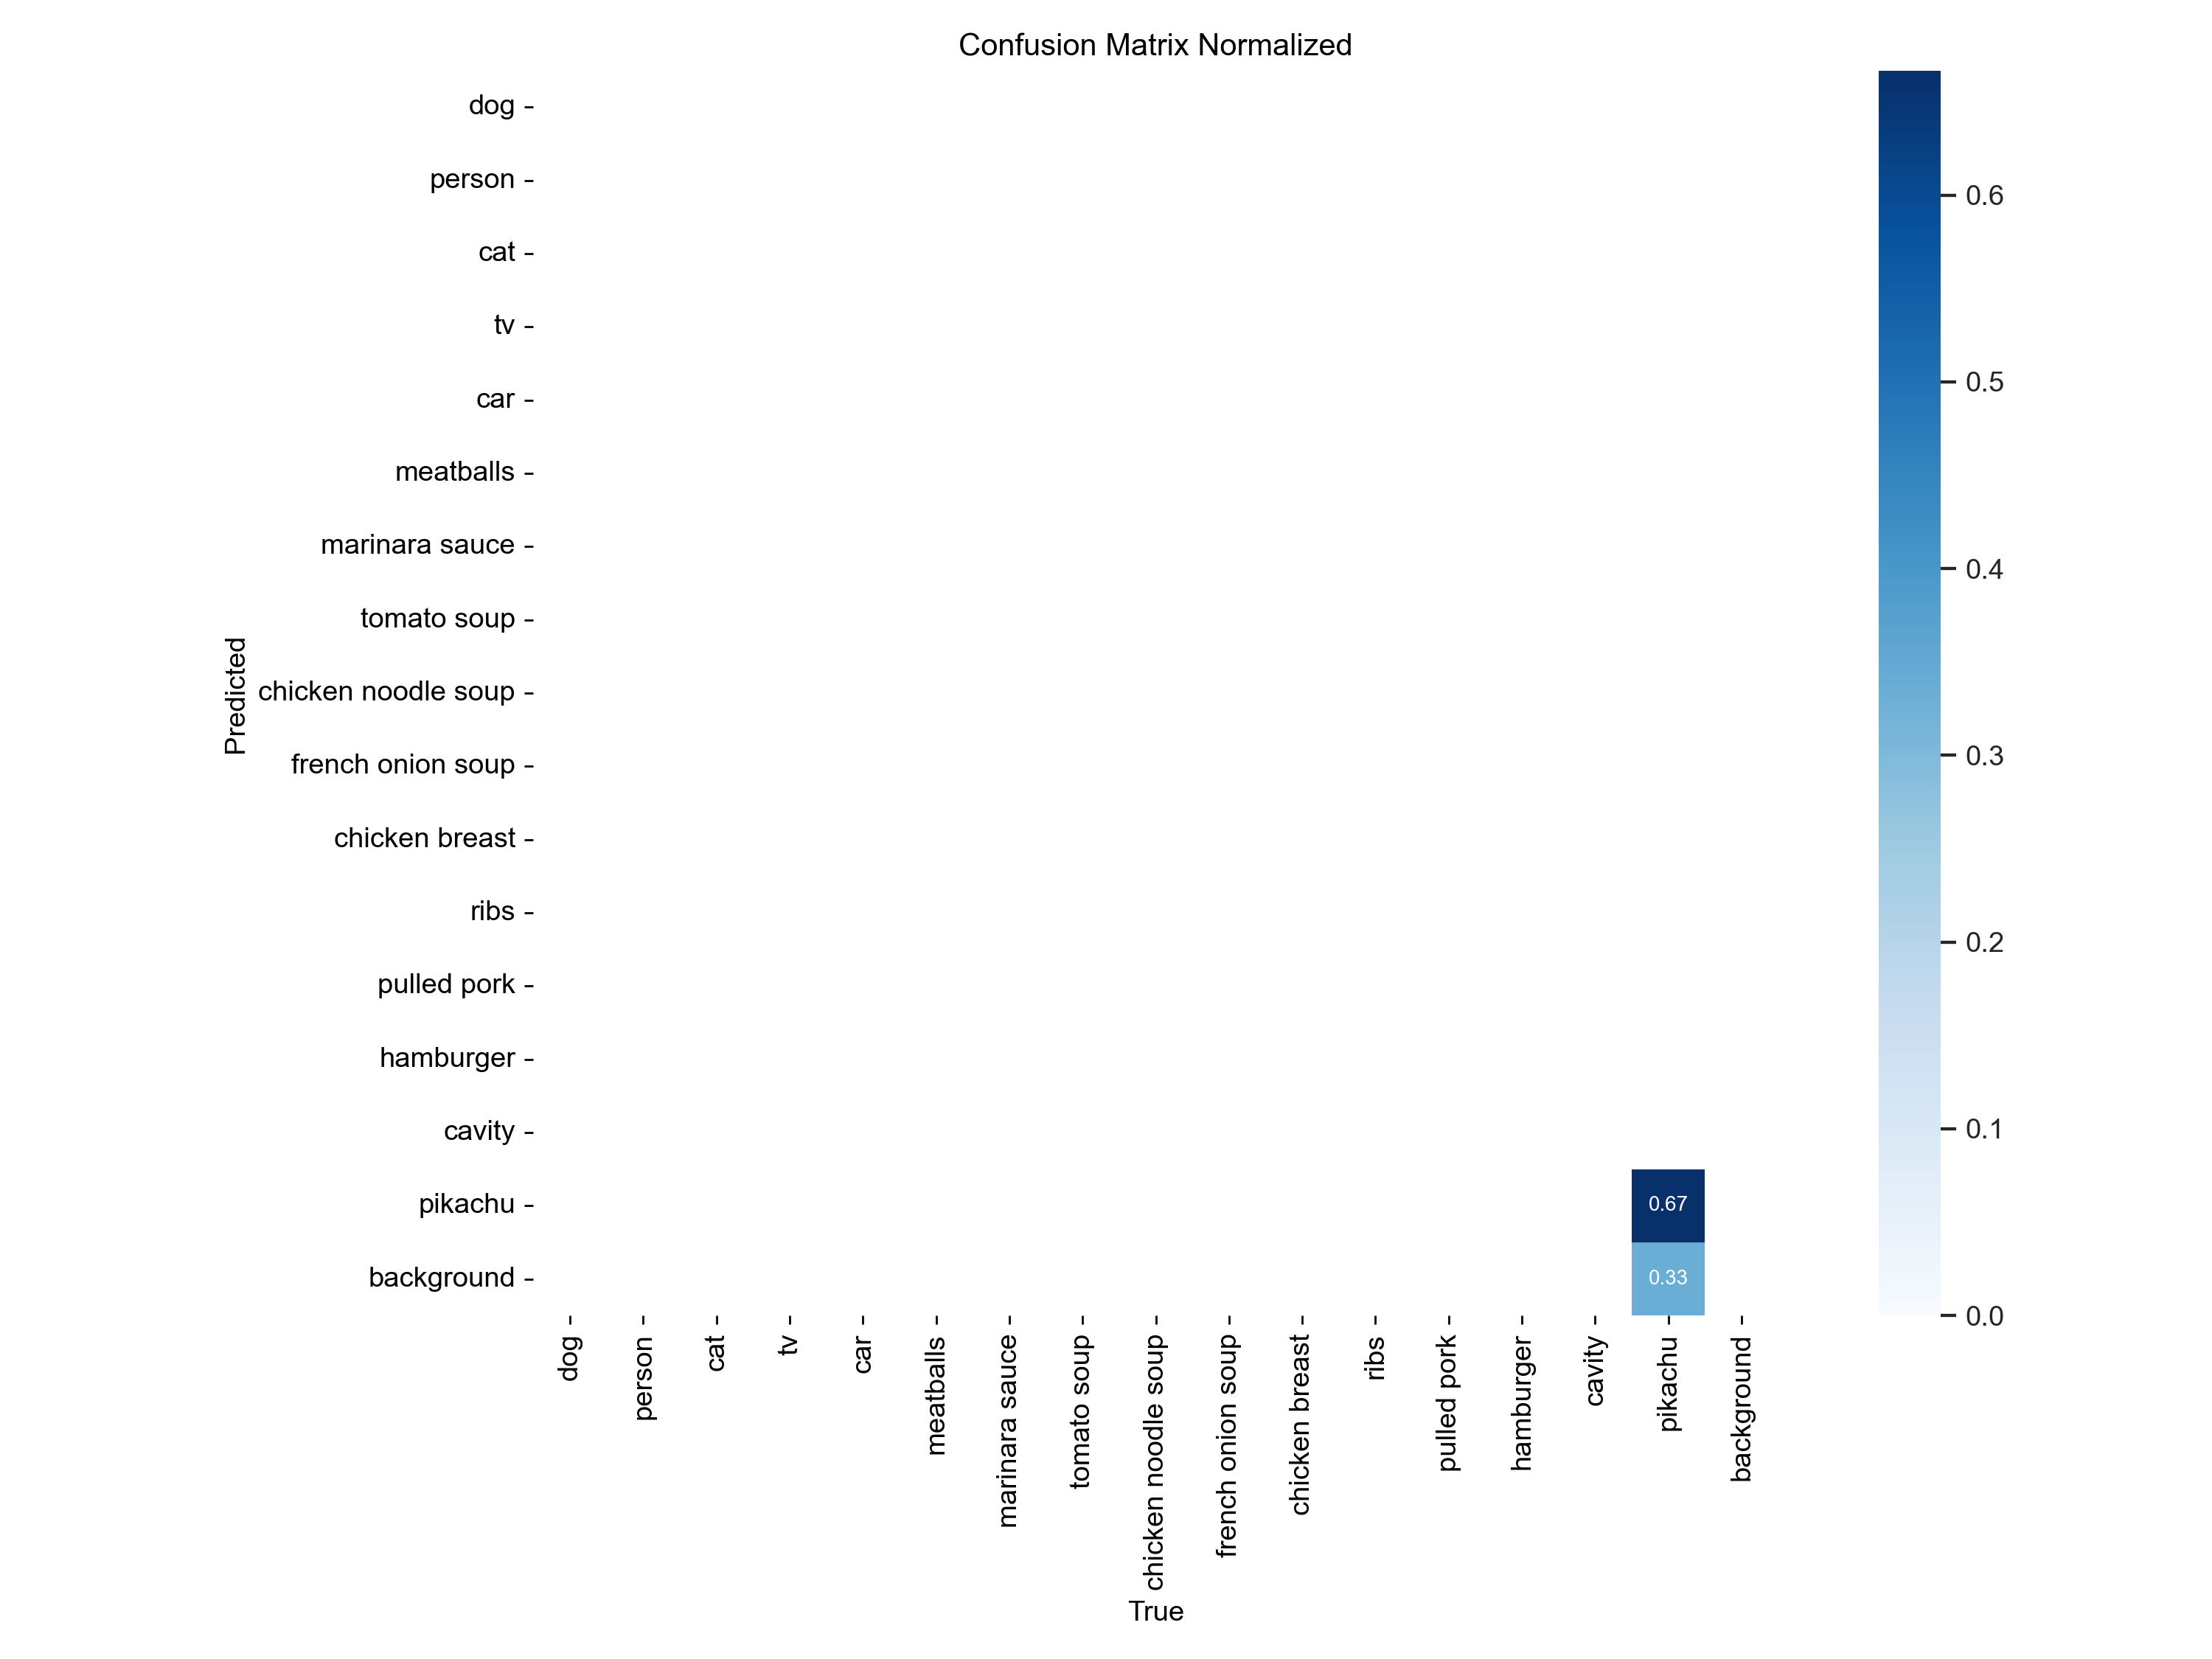 Confusion Matrix Normalized
dog
person
cat
tv
car
meatballs
marinara sauce
tomato soup
chicken noodle soup
french onion soup
chicken breast
ribs
pulled pork
hamburger
cavity
pikachu
background
Predicted
0.67
0.33
dog
person
cat
tv
car
meatballs
marinara sauce
tomato soup
chicken noodle soup
french onion soup
chicken breast
ribs
pulled pork
hamburger
cavity
pikachu
background
True
0.6
0.5
0.4
0.3
0.2
0.1
0.0